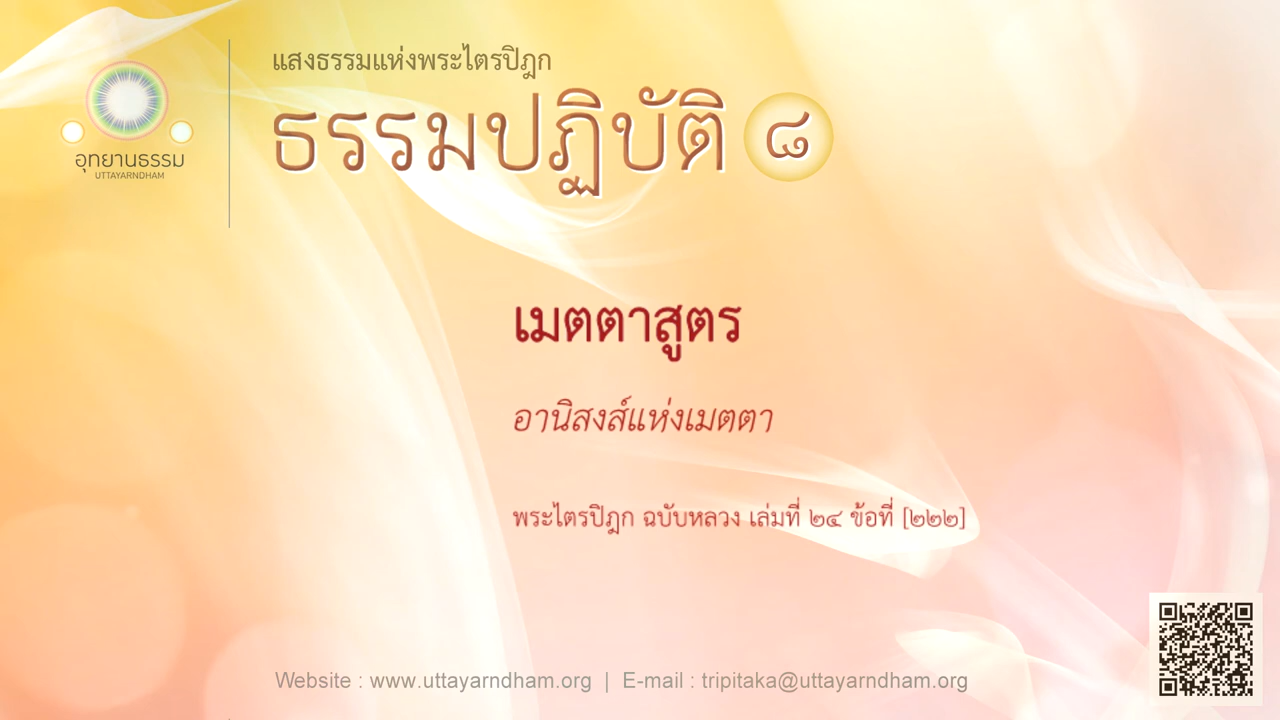 แสงธรรมแห่งพระไตรปิฎก
ธรรมปฏิบัติ ๘
อุทยานธรรม
UTTAYARNDHAM
เมตตาสูตร
อานิสงส์แห่งเมตตา
พระไตรปิฎก ฉบับหลวง เล่มที่ ๒๔ ข้อที่ [๒๒๒]
Website : www.uttayarndham.org | E-mail : tripitaka@uttayarndham.org